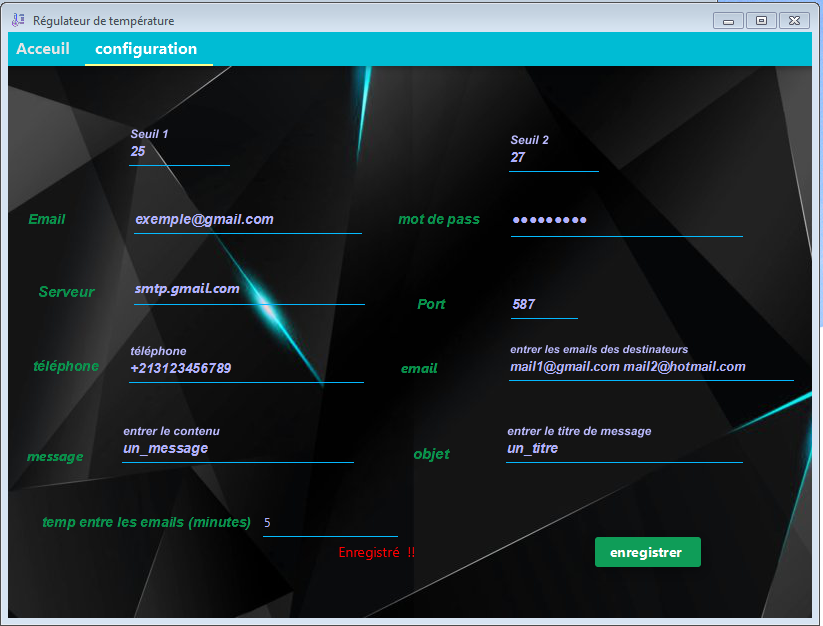 Régulateur de température
Acceuil configuration
Seuil 1
25
Seuil 2
27
Email exemple@gmail.com mot de pass ●●●●●●●●●
Serveur smtp.gmail.com
Port 587
téléphone
téléphone +213123456789
entrer les emails des destinateurs
email mail1@gmail.com mail2@hotmail.com
entrer le contenu
message un_message
entrer le titre de message
objet un_titre
temp entre les emails (minutes) 5
Enregistré !!
enregistrer